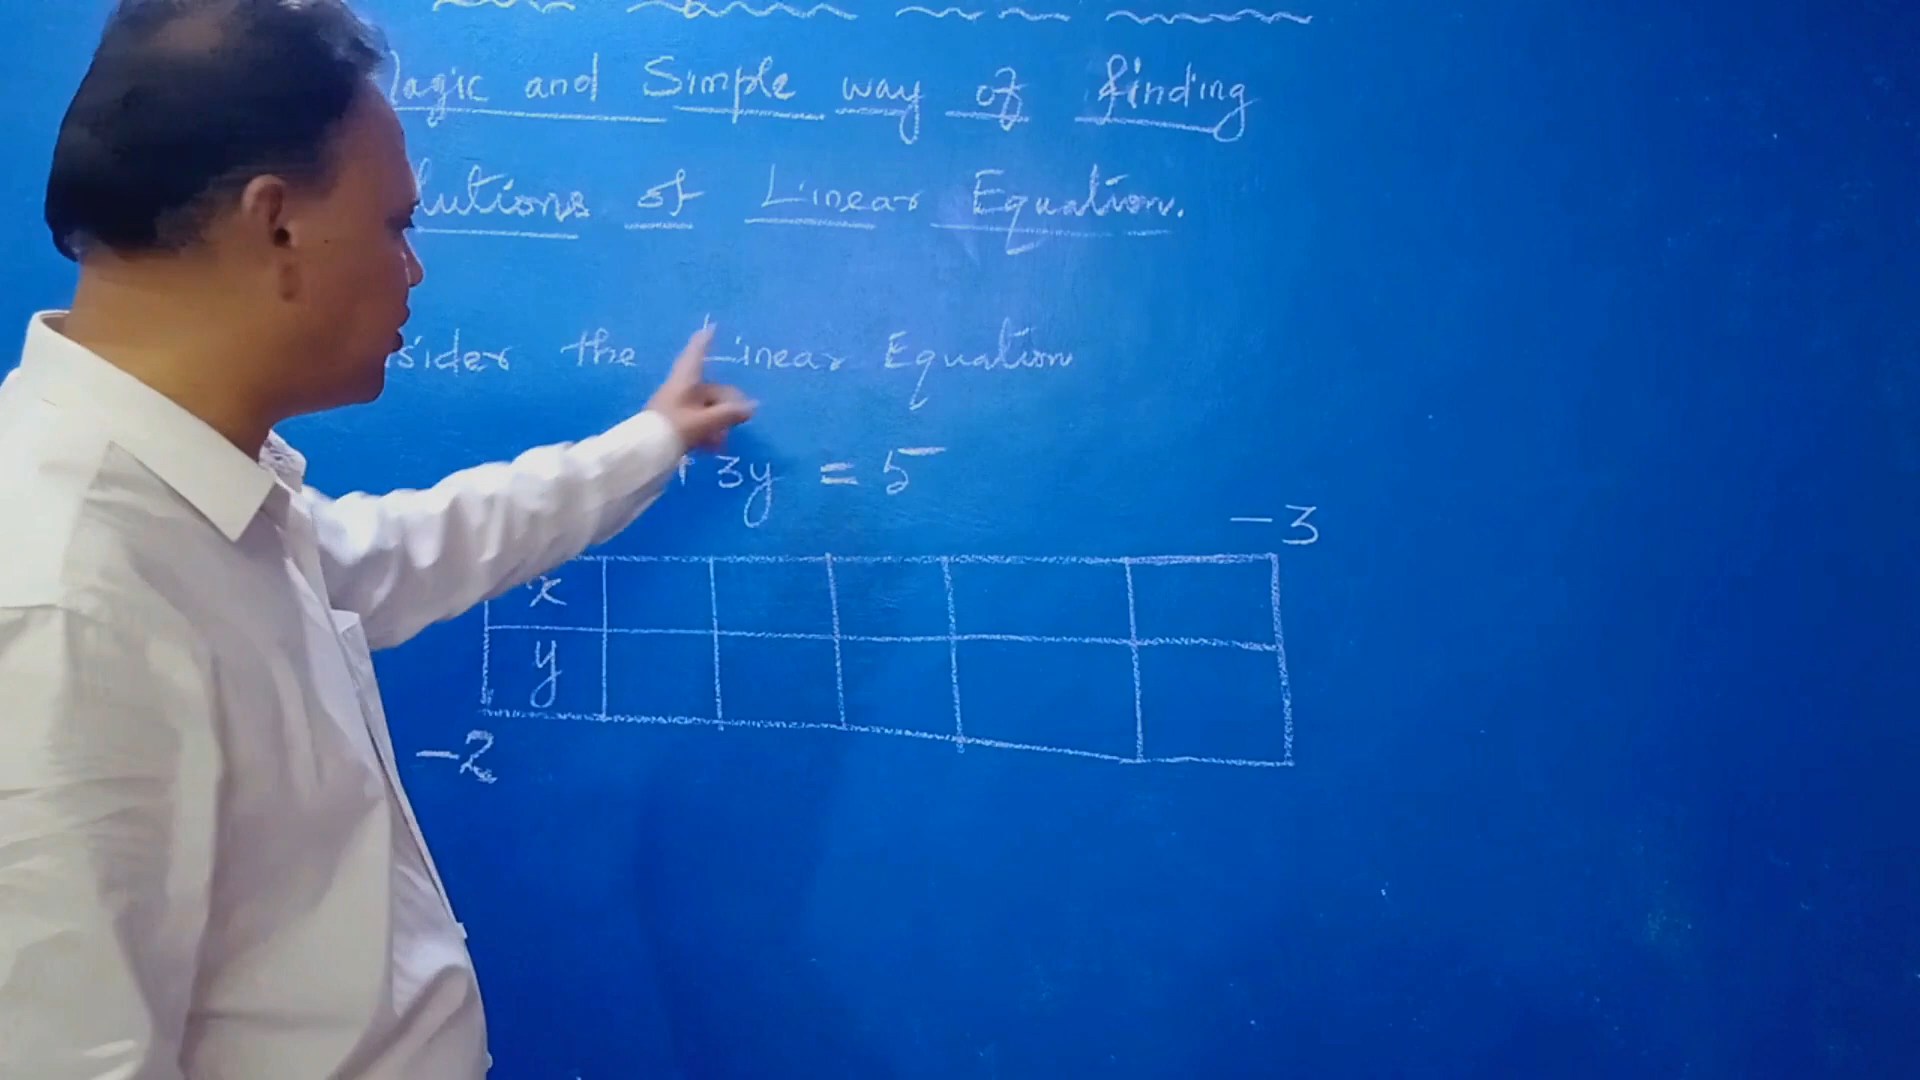 agic and Simple way of finding
lutions of Linear Equation.
sider the Linear Equation
+ 3y = 5
-3
x
y
-2